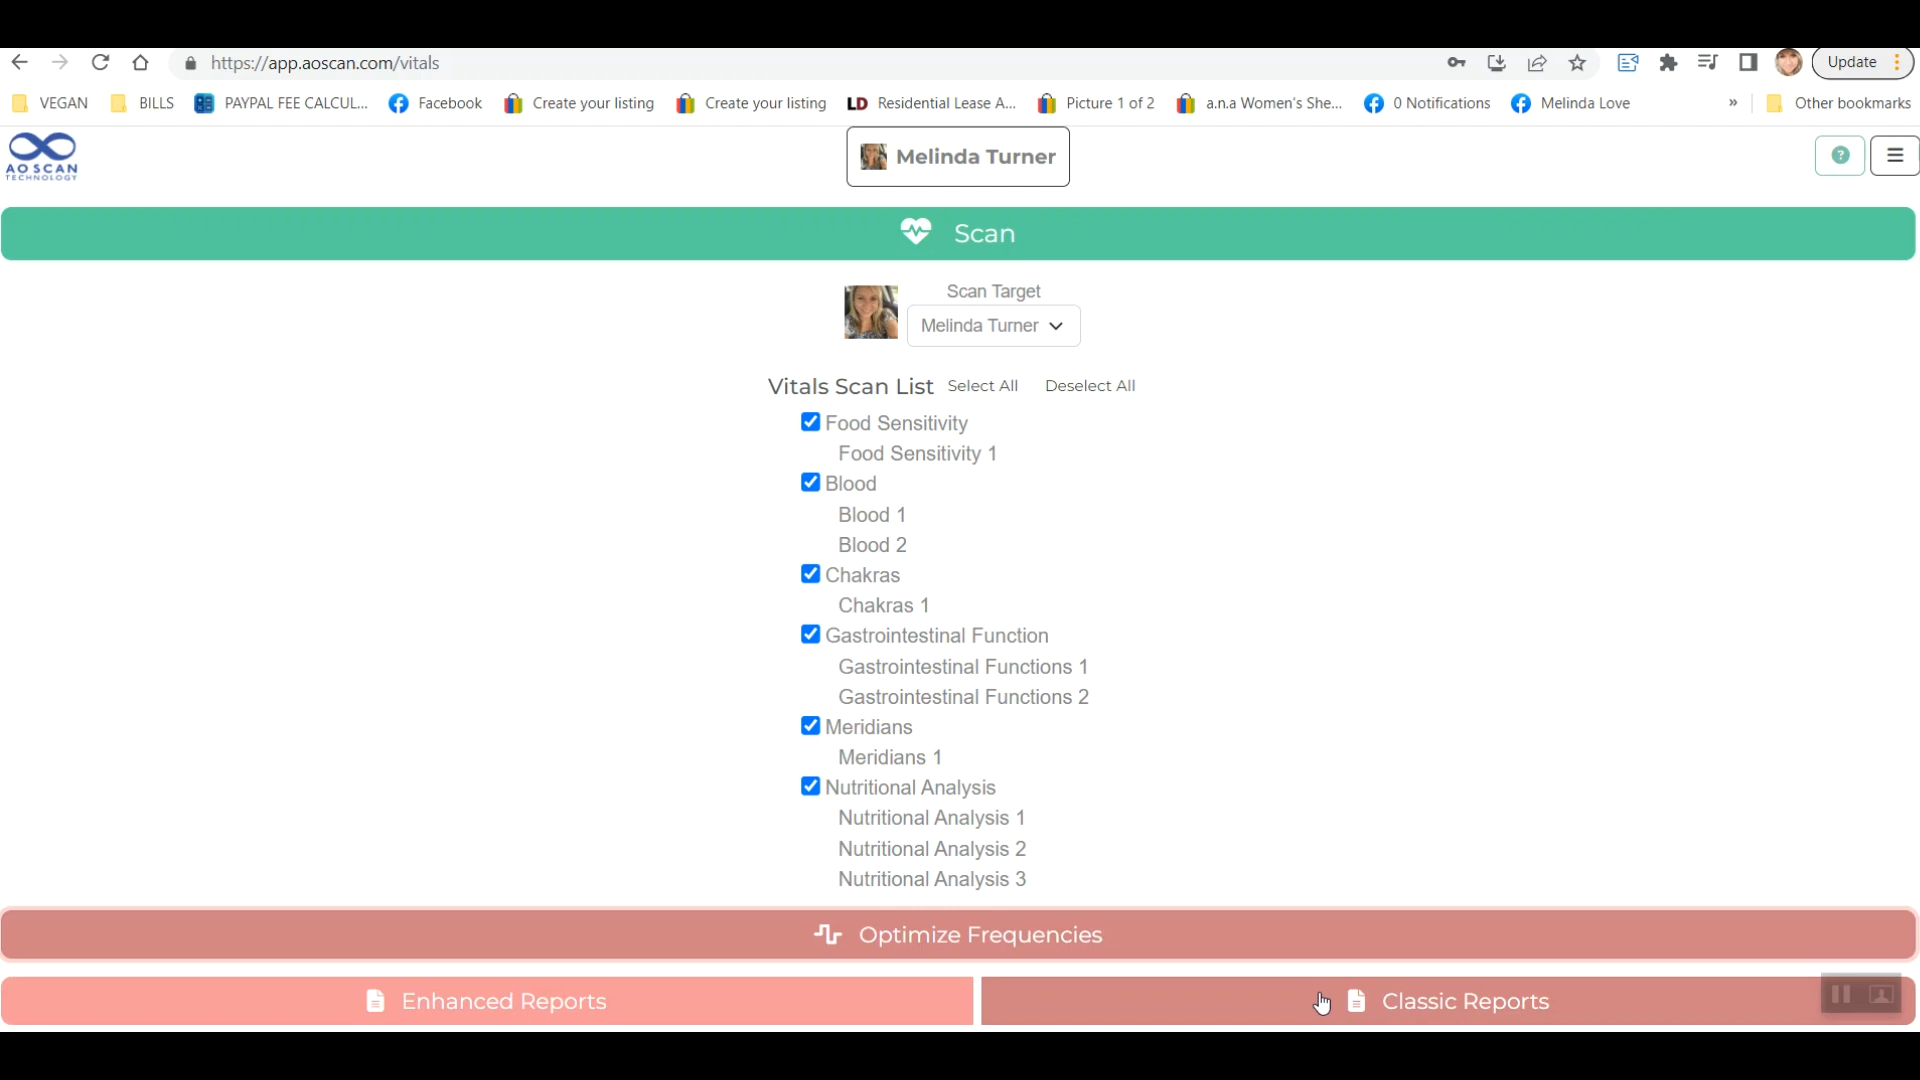 https://app.aoscan.com/vitals
Update
VEGAN BILLS PAYPAL FEE CALCUL... Facebook Create your listing Create your listing LD Residential Lease A... Picture 1 of 2 a.n.a Women's She... 0 Notifications Melinda Love » Other bookmarks
AO SCAN
TECHNOLOGY
Melinda Turner
?
Scan
Scan Target
Melinda Turner
Vitals Scan List Select All Deselect All
Food Sensitivity
Food Sensitivity 1
Blood
Blood 1
Blood 2
Chakras
Chakras 1
Gastrointestinal Function
Gastrointestinal Functions 1
Gastrointestinal Functions 2
Meridians
Meridians 1
Nutritional Analysis
Nutritional Analysis 1
Nutritional Analysis 2
Nutritional Analysis 3
Optimize Frequencies
Enhanced Reports
Classic Reports